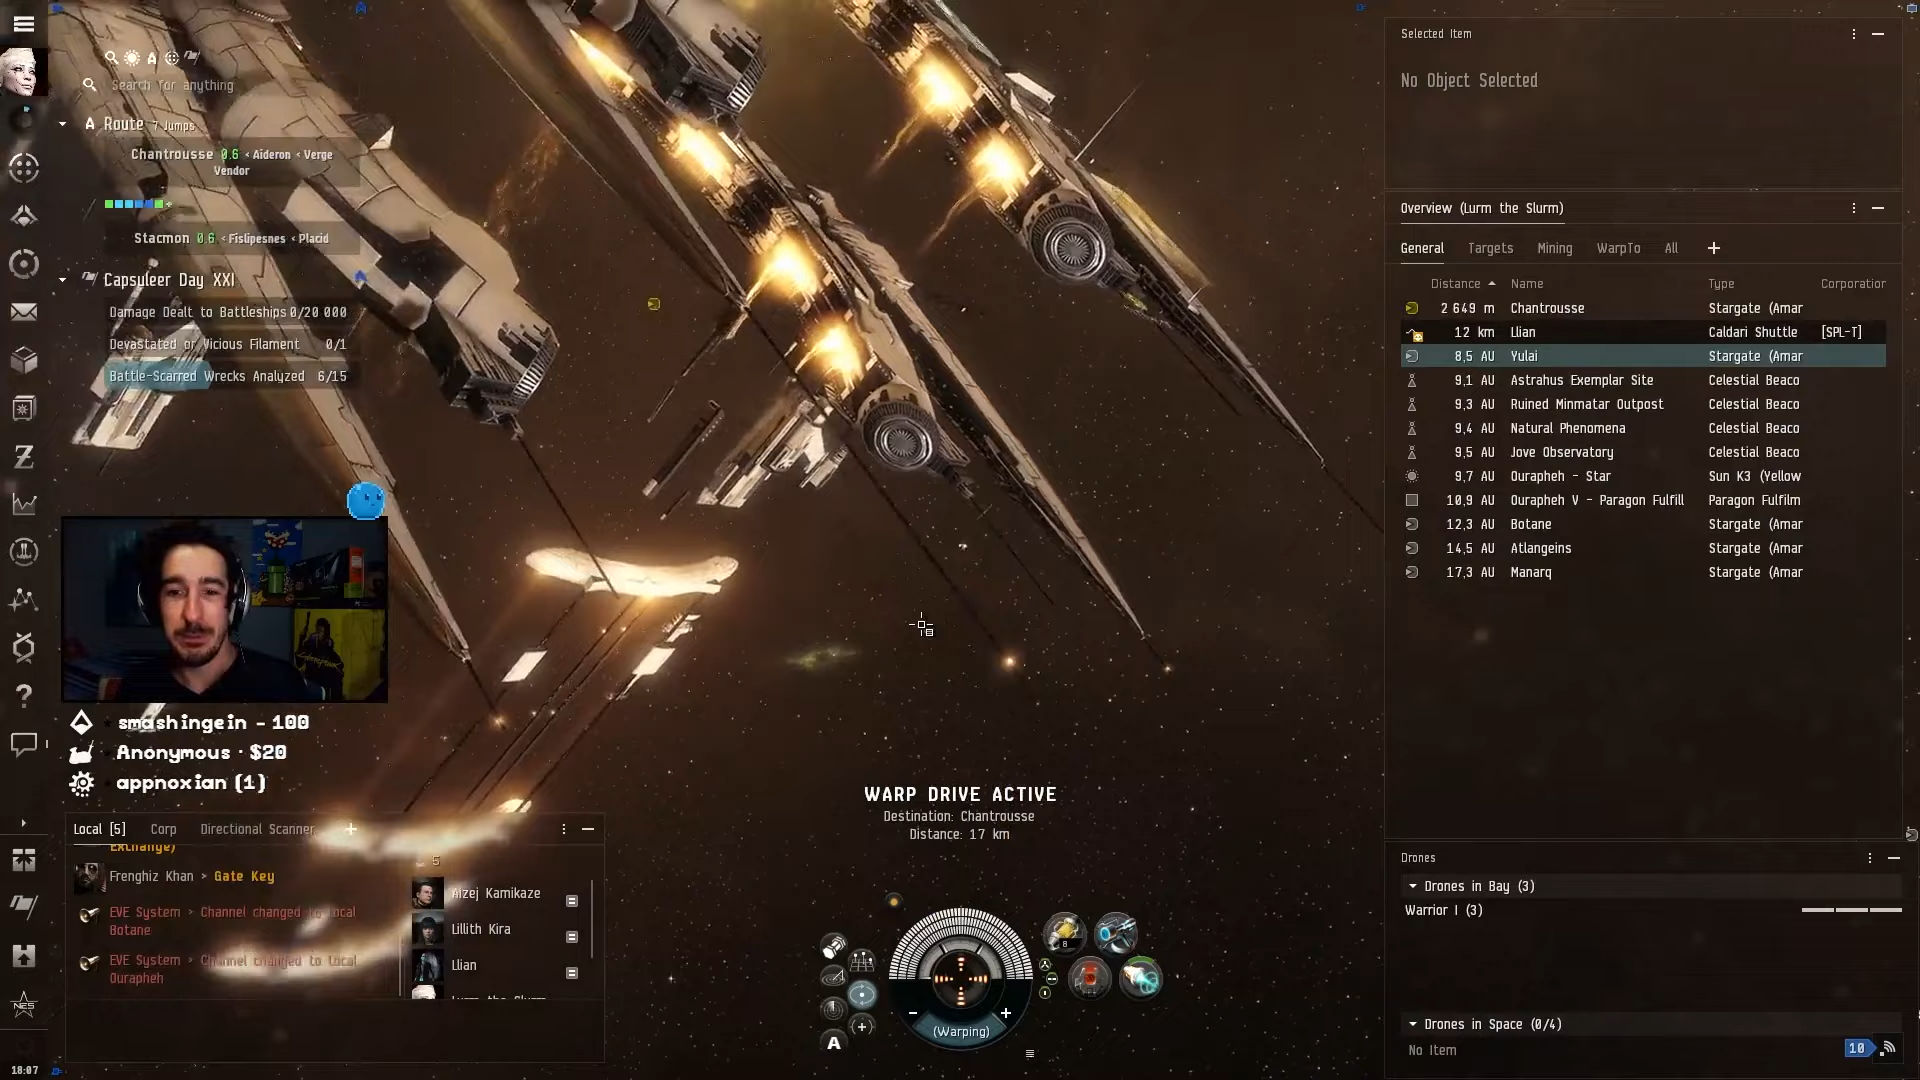 Search for anything
A Route 7 Jumps
Chantrousse 0.6 < Aideron < Verge
Vendor
Stacmon 0.6 < Fislipesnes < Placid
Capsuleer Day XXI
Damage Dealt to Battleships 0/20 000
Devastated or Vicious Filament 0/1
Battle-Scarred Wrecks Analyzed 6/15
smashingein - 100
Anonymous · $20
appnoxian (1)
Local [5] Corp Directional Scanner
Exchange)
Frenghiz Khan > Gate Key
EVE System > Channel changed to Local
Botane
EVE System > Channel changed to Local
Ourapheh
5
Aizej Kamikaze
Lillith Kira
Llian
Lurm the Slurm
NES
18:07
WARP DRIVE ACTIVE
Destination: Chantrousse
Distance: 17 km
8
(Warping)
A
Selected Item
No Object Selected
Overview (Lurm the Slurm)
General Targets Mining WarpTo All
Distance Name Type Corporation
2 649 m Chantrousse Stargate (Amar
12 km Llian Caldari Shuttle [SPL-T]
8,5 AU Yulai Stargate (Amar
9,1 AU Astrahus Exemplar Site Celestial Beaco
9,3 AU Ruined Minmatar Outpost Celestial Beaco
9,4 AU Natural Phenomena Celestial Beaco
9,5 AU Jove Observatory Celestial Beaco
9,7 AU Ourapheh - Star Sun K3 (Yellow
10,9 AU Ourapheh V - Paragon Fulfill Paragon Fulfilm
12,3 AU Botane Stargate (Amar
14,5 AU Atlangeins Stargate (Amar
17,3 AU Manarq Stargate (Amar
Drones
Drones in Bay (3)
Warrior I (3)
Drones in Space (0/4)
No Item
10